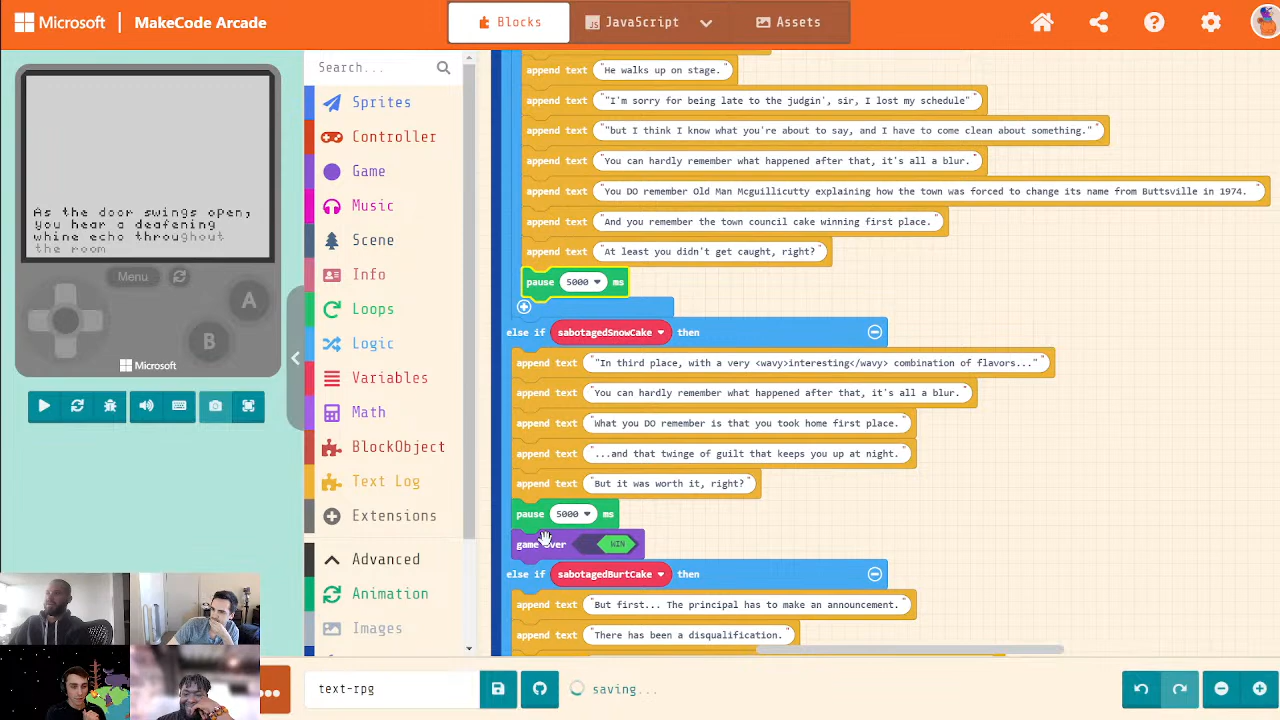 Microsoft
MakeCode Arcade
Blocks
JavaScript
Assets
As the door swings open,
you hear a deafening
whine echo throughout
the room
Menu
A
B
Microsoft
Search...
Sprites
Controller
Game
Music
Scene
Info
Loops
Logic
Variables
Math
BlockObject
Text Log
Extensions
Advanced
Animation
Images
append text "He walks up on stage."
append text ""I'm sorry for being late to the judgin', sir, I lost my schedule"
append text "but I think I know what you're about to say, and I have to come clean about something.""
append text "You can hardly remember what happened after that, it's all a blur."
append text "You DO remember Old Man Mcguillicutty explaining how the town was forced to change its name from Buttsville in 1974."
append text "And you remember the town council cake winning first place."
append text "At least you didn't get caught, right?"
pause 5000 ms
else if sabotagedSnowCake then
append text ""In third place, with a very <wavy>interesting</wavy> combination of flavors...""
append text "You can hardly remember what happened after that, it's all a blur."
append text "What you DO remember is that you took home first place."
append text "...and that twinge of guilt that keeps you up at night."
append text "But it was worth it, right?"
pause 5000 ms
game over WIN
else if sabotagedBurtCake then
append text "But first... The principal has to make an announcement."
append text "There has been a disqualification."
text-rpg
saving...